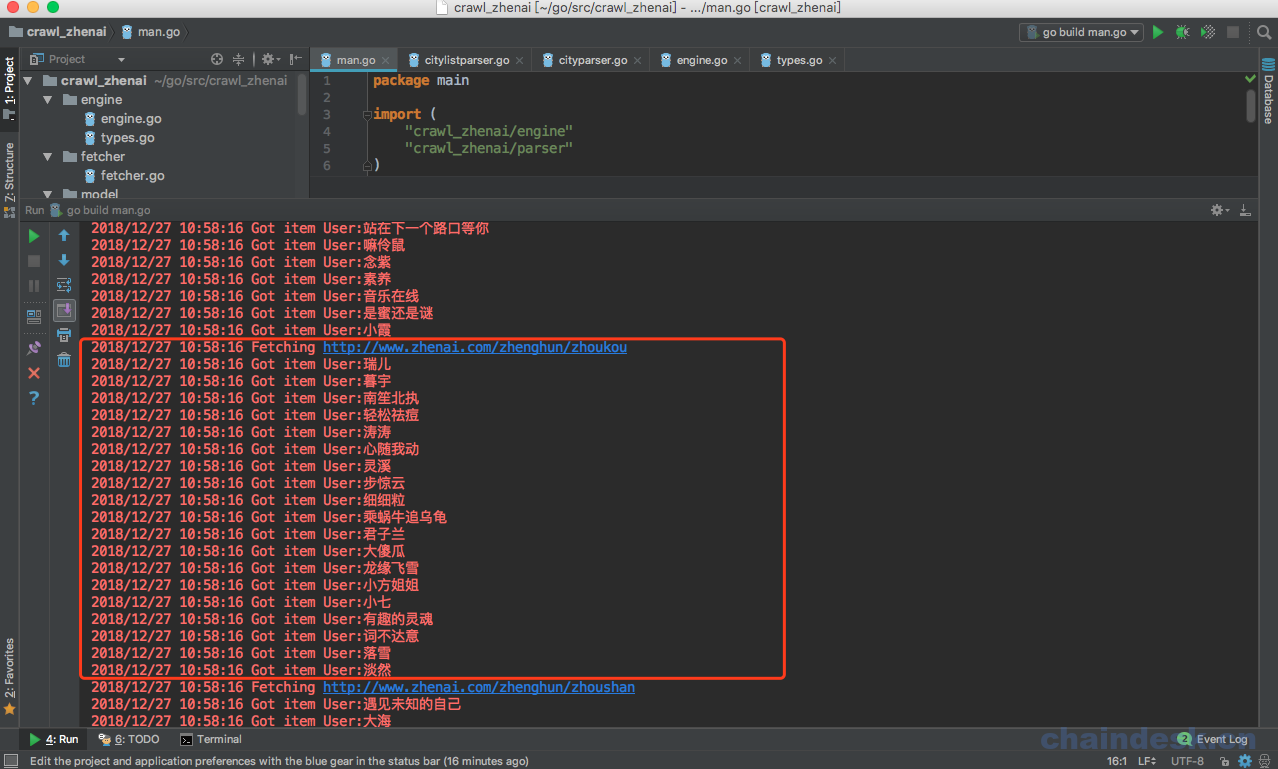 crawl_zhenai [~/go/src/crawl_zhenai] - .../man.go [crawl_zhenai]
crawl_zhenai man.go go build man.go
Project man.go citylistparser.go cityparser.go engine.go types.go
1: Project
Z: Structure
2: Favorites
Database
crawl_zhenai ~/go/src/crawl_zhenai
engine
engine.go
types.go
fetcher
fetcher.go
model
1 package main
2
3 import (
4 "crawl_zhenai/engine"
5 "crawl_zhenai/parser"
6 )
Run go build man.go
2018/12/27 10:58:16 Got item User:站在下一个路口等你
2018/12/27 10:58:16 Got item User:嘛伶鼠
2018/12/27 10:58:16 Got item User:念紫
2018/12/27 10:58:16 Got item User:素养
2018/12/27 10:58:16 Got item User:音乐在线
2018/12/27 10:58:16 Got item User:是蜜还是谜
2018/12/27 10:58:16 Got item User:小霞
2018/12/27 10:58:16 Fetching http://www.zhenai.com/zhenghun/zhoukou
2018/12/27 10:58:16 Got item User:瑞儿
2018/12/27 10:58:16 Got item User:暮宇
2018/12/27 10:58:16 Got item User:南笙北执
2018/12/27 10:58:16 Got item User:轻松祛痘
2018/12/27 10:58:16 Got item User:涛涛
2018/12/27 10:58:16 Got item User:心随我动
2018/12/27 10:58:16 Got item User:灵溪
2018/12/27 10:58:16 Got item User:步惊云
2018/12/27 10:58:16 Got item User:细细粒
2018/12/27 10:58:16 Got item User:乘蜗牛追乌龟
2018/12/27 10:58:16 Got item User:君子兰
2018/12/27 10:58:16 Got item User:大傻瓜
2018/12/27 10:58:16 Got item User:龙缘飞雪
2018/12/27 10:58:16 Got item User:小方姐姐
2018/12/27 10:58:16 Got item User:小七
2018/12/27 10:58:16 Got item User:有趣的灵魂
2018/12/27 10:58:16 Got item User:词不达意
2018/12/27 10:58:16 Got item User:落雪
2018/12/27 10:58:16 Got item User:淡然
2018/12/27 10:58:16 Fetching http://www.zhenai.com/zhenghun/zhoushan
2018/12/27 10:58:16 Got item User:遇见未知的自己
2018/12/27 10:58:16 Got item User:大海
4: Run 6: TODO Terminal 2 Event Log
chaindesk.cn
Edit the project and application preferences with the blue gear in the status bar (16 minutes ago) 16:1 LF UTF-8